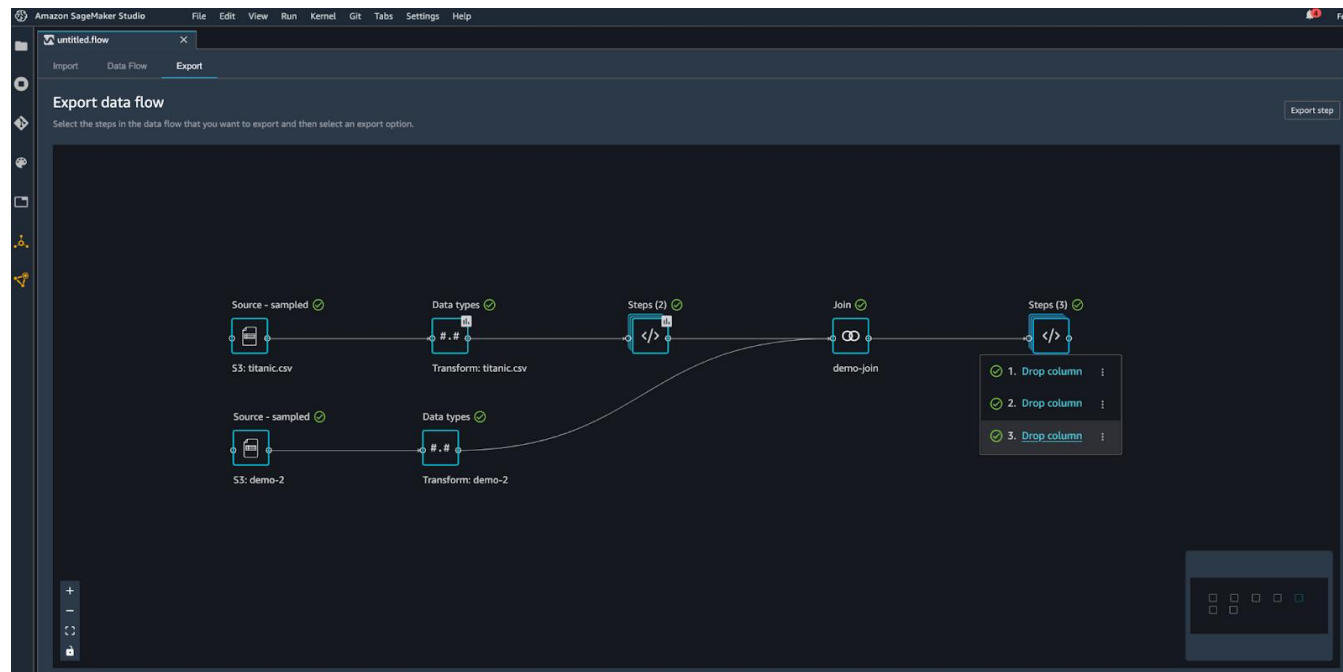 Amazon SageMaker Studio File Edit View Run Kernel Git Tabs Settings Help 4 Fe
untitled.flow
Import Data Flow Export
Export data flow
Export step
Select the steps in the data flow that you want to export and then select an export option.
Source - sampled Data types Steps (2) Join Steps (3)
#.# </> </>
S3: titanic.csv Transform: titanic.csv demo-join
1. Drop column
2. Drop column
3. Drop column
Source - sampled Data types
#.#
S3: demo-2 Transform: demo-2